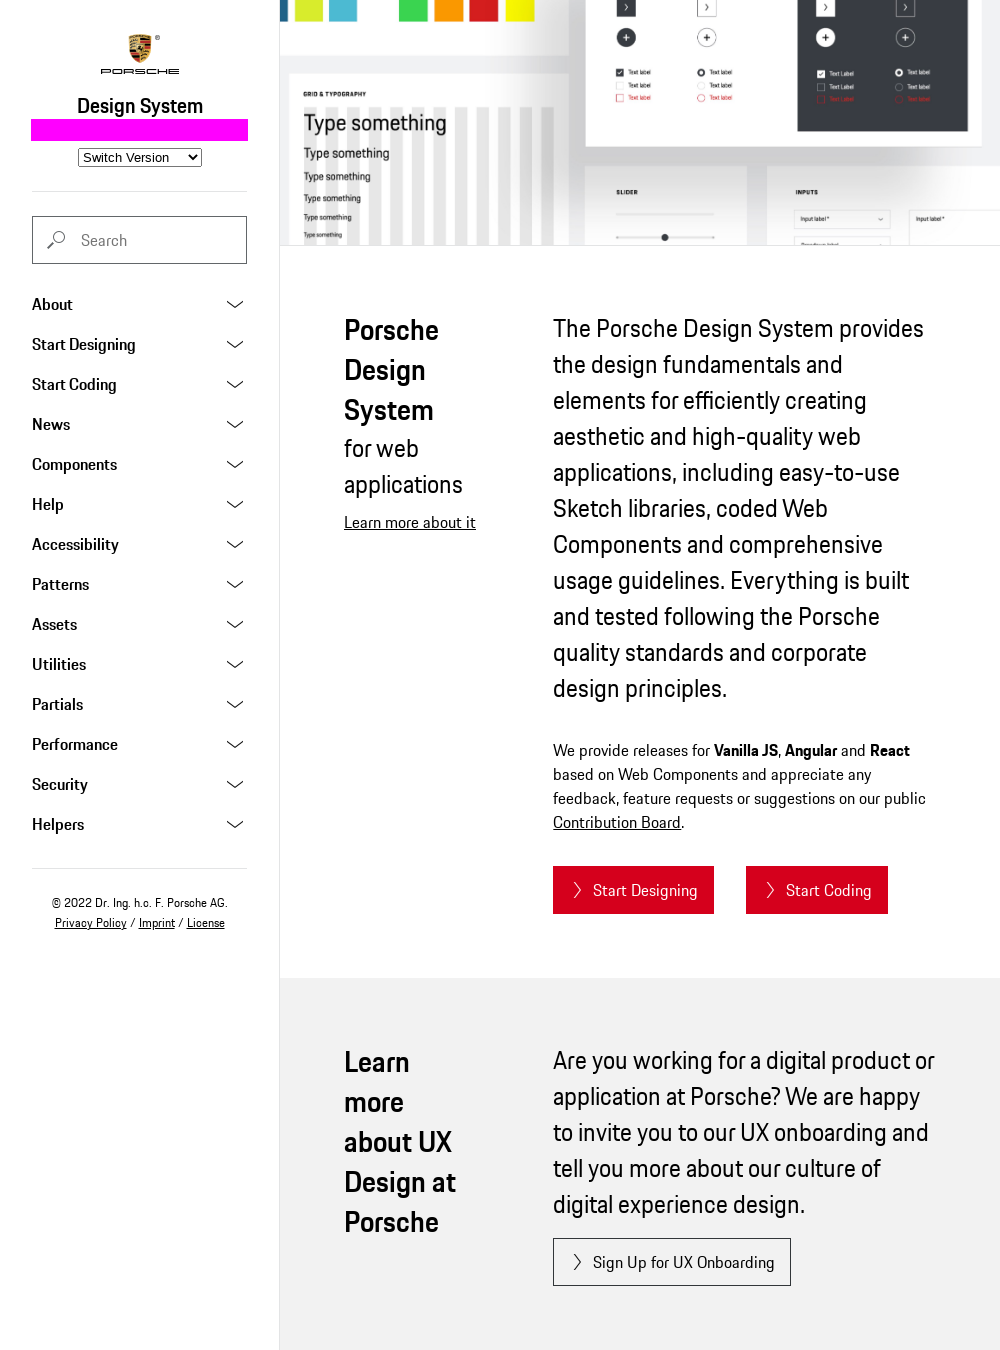 PORSCHE
Design System
Switch Version
Search
About
Start Designing
Start Coding
News
Components
Help
Accessibility
Patterns
Assets
Utilities
Partials
Performance
Security
Helpers
© 2022 Dr. Ing. h.c. F. Porsche AG.
Privacy Policy / Imprint / License
GRID & TYPOGRAPHY
Type something
Type something
Type something
Type something
Type something
Type something
Text label
Text label
Text label
Text label
Text label
Text label
Text Label
Text label
Text Label
Text label
Text Label
Text label
SLIDER
INPUTS
Input label*
Input label*
Porsche
Design
System
for web
applications
Learn more about it
The Porsche Design System provides
the design fundamentals and
elements for efficiently creating
aesthetic and high-quality web
applications, including easy-to-use
Sketch libraries, coded Web
Components and comprehensive
usage guidelines. Everything is built
and tested following the Porsche
quality standards and corporate
design principles.
We provide releases for Vanilla JS, Angular and React
based on Web Components and appreciate any
feedback, feature requests or suggestions on our public
Contribution Board.
Start Designing
Start Coding
Learn
more
about UX
Design at
Porsche
Are you working for a digital product or
application at Porsche? We are happy
to invite you to our UX onboarding and
tell you more about our culture of
digital experience design.
Sign Up for UX Onboarding